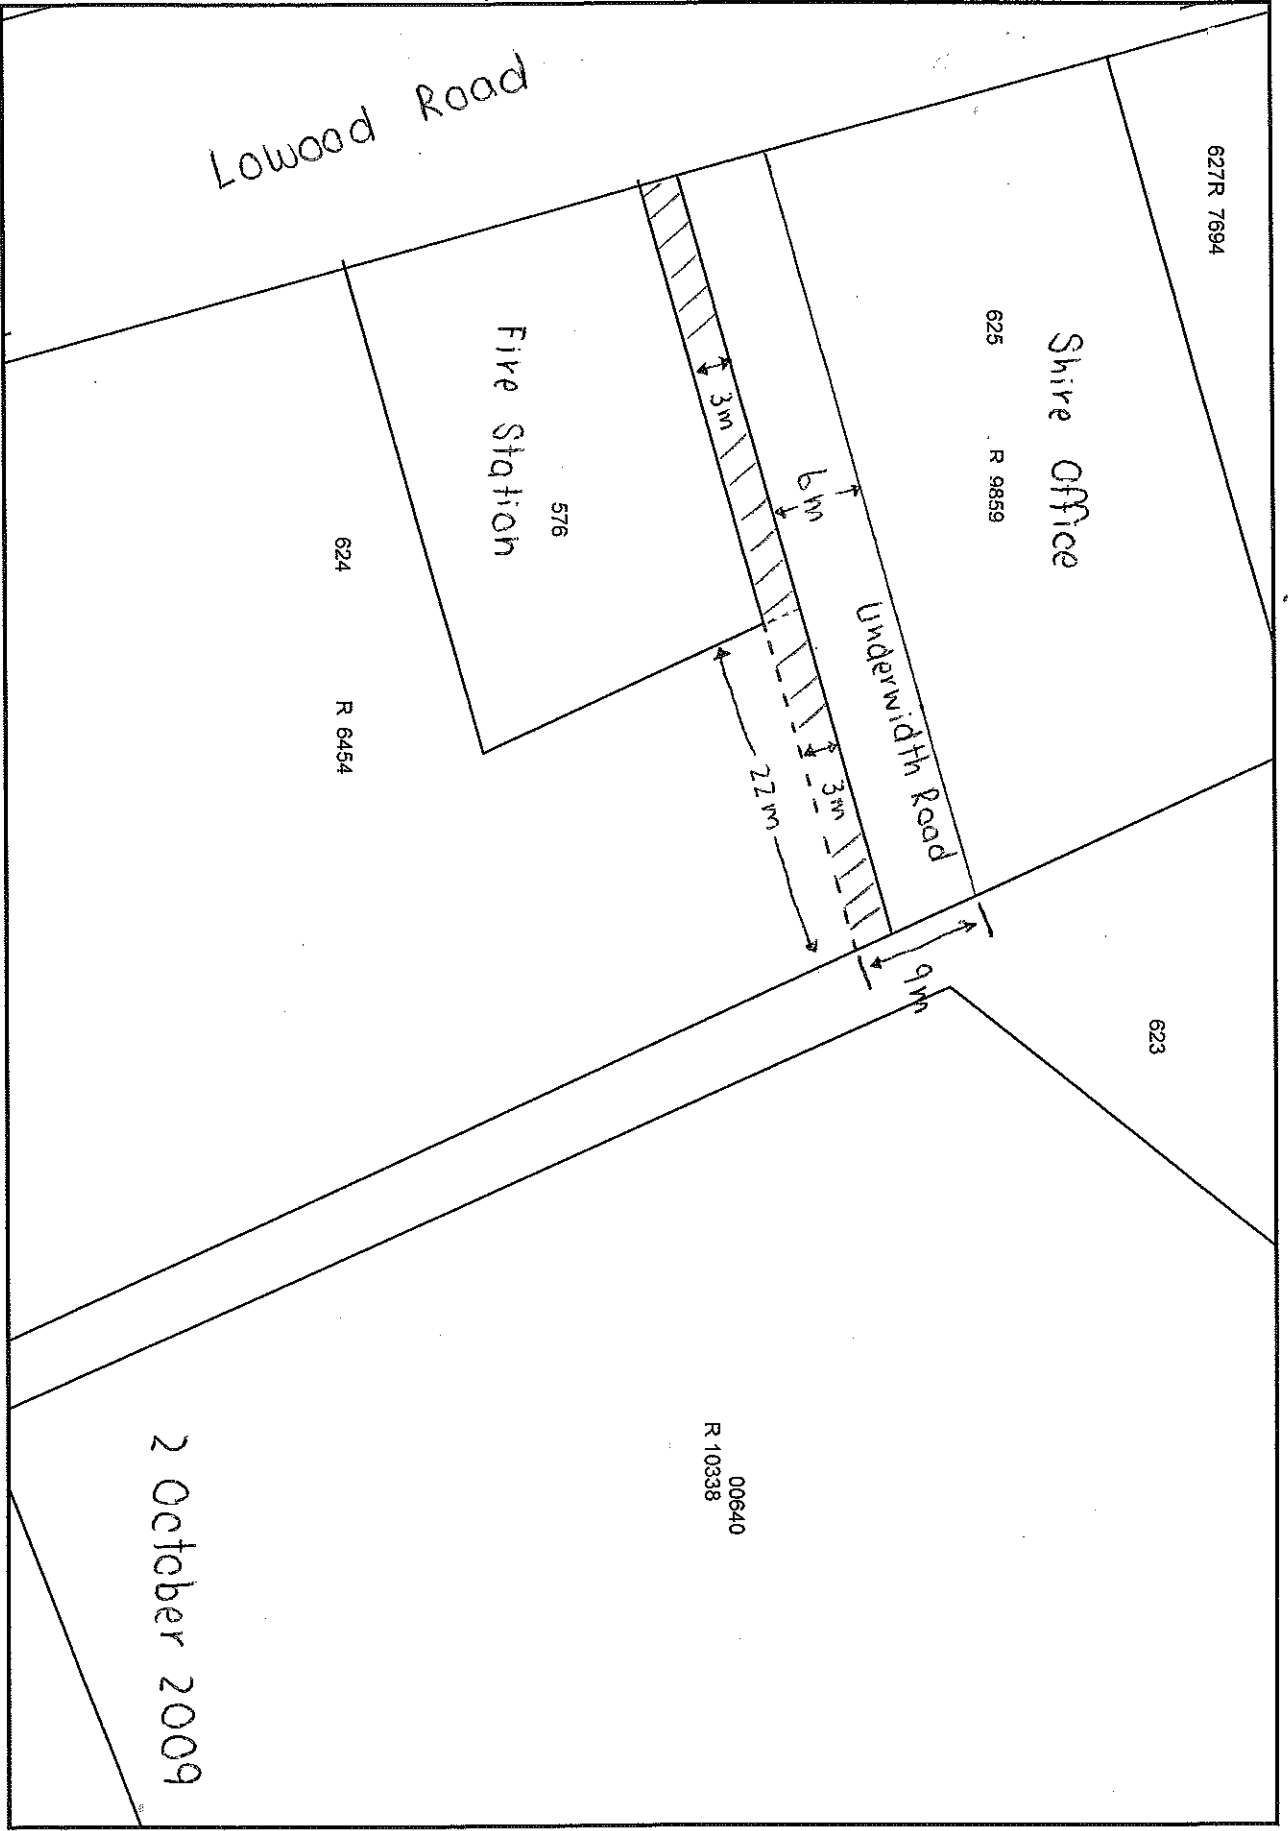 Lowood Road
627R 7694
Shire Office
625
R 9859
Underwidth Road
6m
3m
3m
9m
22m
Fire Station
576
624
R 6454
623
00640
R 10338
2 October 2009